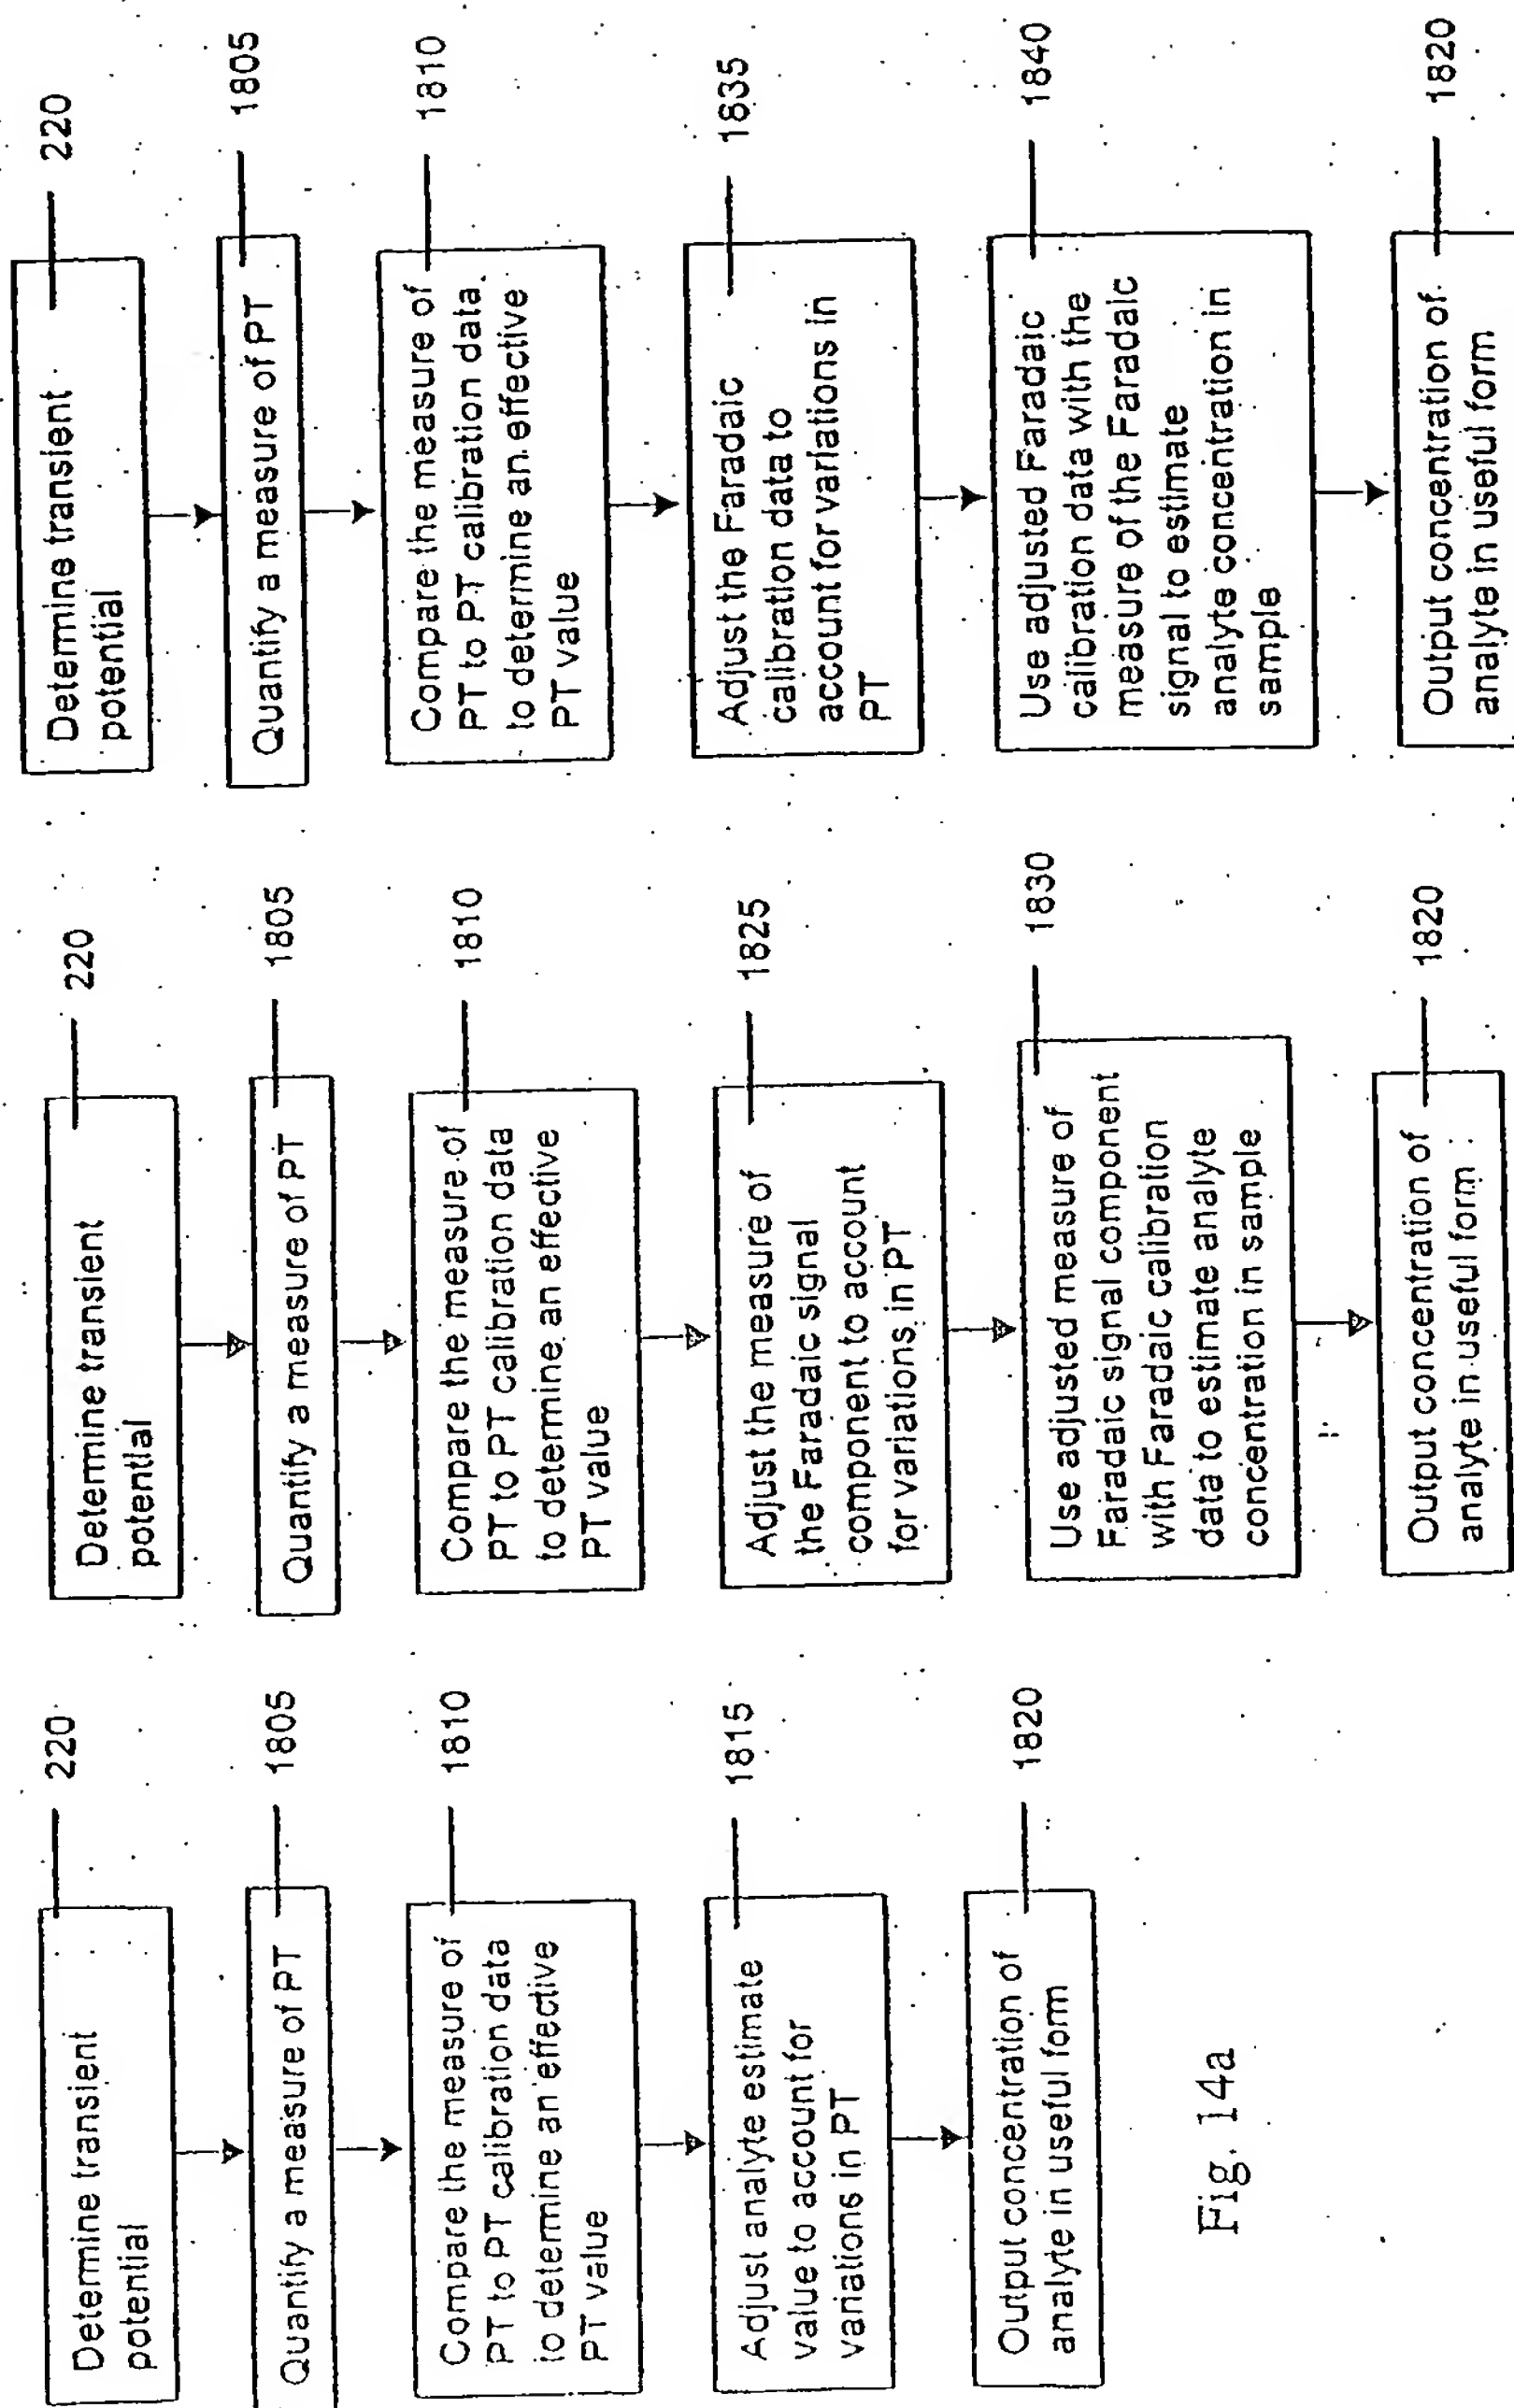 Determine transient
potential
220
Quantify a measure of PT
1805
Compare the measure of
PT to PT calibration data
to determine an effective
PT value
1810
Adjust analyte estimate
value to account for
variations in PT
1815
Output concentration of
analyte in useful form
1820
Fig. 14a
Determine transient
potential
220
Quantify a measure of PT
1805
Compare the measure of
PT to PT calibration data
to determine an effective
PT value
1810
Adjust the measure of
the Faradaic signal
component to account
for variations in PT
1825
Use adjusted measure of
Faradaic signal component
with Faradaic calibration
data to estimate analyte
concentration in sample
1830
Output concentration of
analyte in useful form
1820
Determine transient
potential
220
Quantify a measure of PT
1805
Compare the measure of
PT to PT calibration data
to determine an effective
PT value
1810
Adjust the Faradaic
calibration data to
account for variations in
PT
1835
Use adjusted Faradaic
calibration data with the
measure of the Faradaic
signal to estimate
analyte concentration in
sample
1840
Output concentration of
analyte in useful form
1820